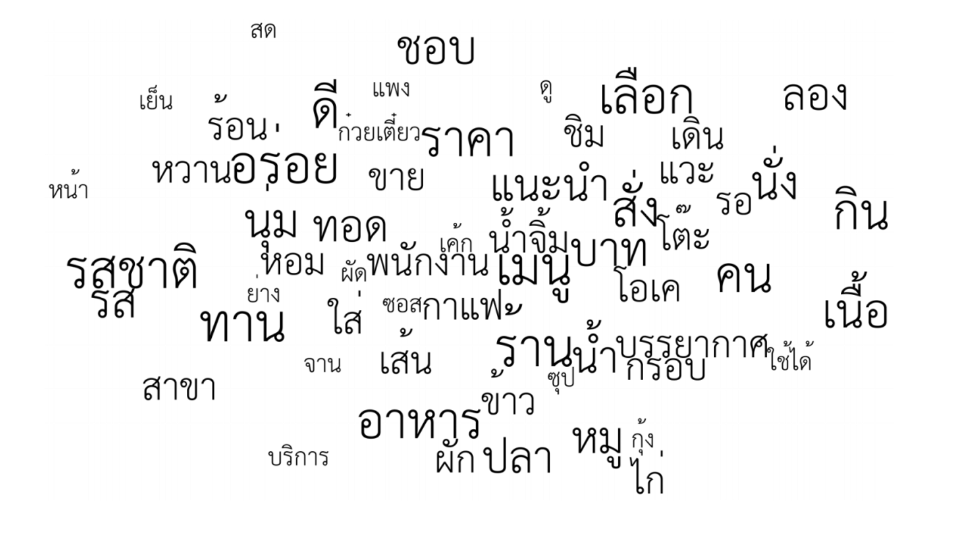 สด
ชอบ
แพง
ดู
เลือก
ลอง
เย็น
ดี
ร้อน
ก๋วยเตี๋ยว
ราคา
ชิม
เดิน
หวาน
อร่อย
ขาย
แนะนำ
แวะ
นั่ง
หน้า
สั่ง
รอ
กิน
นุ่ม
ทอด
เค้ก
น้ำจิ้ม
บาท
โต๊ะ
รสชาติ
หอม
ผัด
พนักงาน
เมนู
โอเค
คน
รส
ย่าง
ใส่
ซอส
กาแฟ
เนื้อ
ทาน
จาน
เส้น
ร้าน
น้ำ
บรรยากาศ
ใช้ได้
กรอบ
สาขา
ซุป
ข้าว
อาหาร
หมู
กุ้ง
บริการ
ผัก
ปลา
ไก่